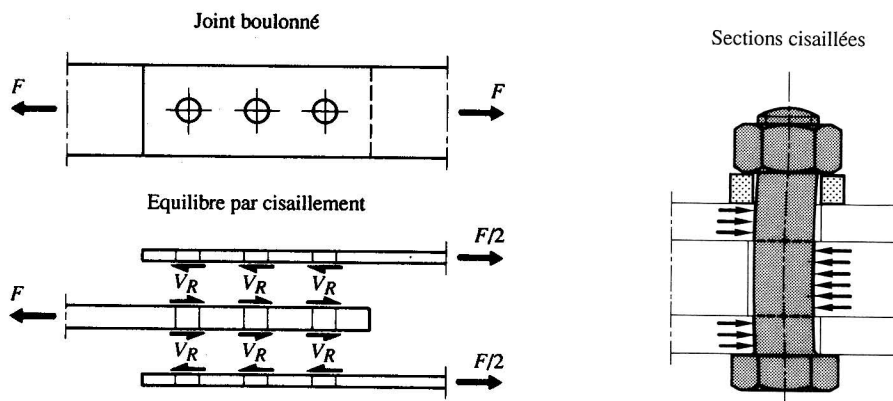 Joint boulonné
Sections cisaillées
F
F
Equilibre par cisaillement
F/2
V_R V_R V_R
F
V_R V_R V_R
F/2